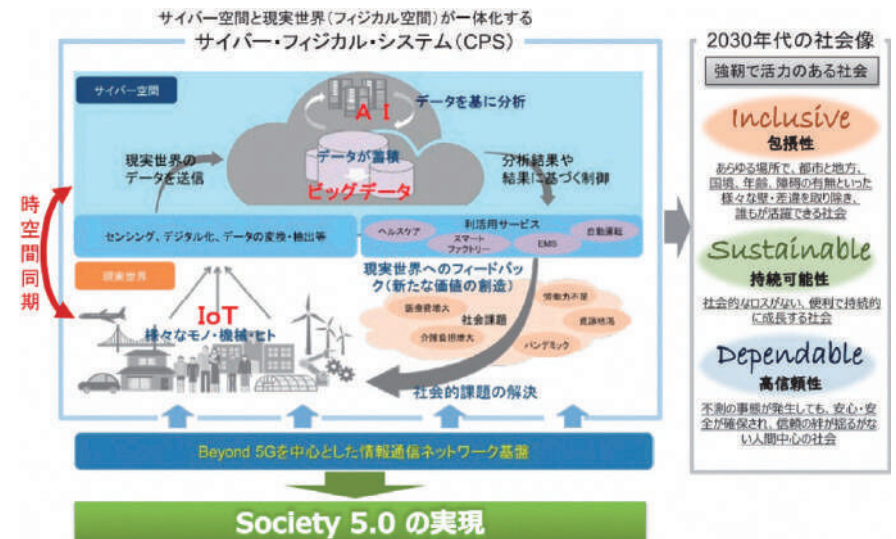 サイバー空間と現実世界(フィジカル空間)が一体化する
サイバー・フィジカル・システム(CPS)
サイバー空間
AI
データを基に分析
現実世界の
データを送信
データが蓄積
ビッグデータ
分析結果や
結果に基づく制御
時空間同期
センシング、デジタル化、データの変換・抽出等
利活用サービス
ヘルスケア
スマート
ファクトリー
EMS
自動運転
現実世界
IoT
様々なモノ・機械・ヒト
現実世界へのフィードバッ
ク(新たな価値の創造)
医療費増大
労働力不足
社会課題
資源枯渇
介護負担増大
パンデミック
社会的課題の解決
Beyond 5Gを中心とした情報通信ネットワーク基盤
Society 5.0 の実現
2030年代の社会像
強靭で活力のある社会
Inclusive
包摂性
あらゆる場所で、都市と地方、
国境、年齢、障碍の有無といった
様々な壁・差違を取り除き、
誰もが活躍できる社会
Sustainable
持続可能性
社会的なロスがない、便利で持続的
に成長する社会
Dependable
高信頼性
不測の事態が発生しても、安心・安
全が確保され、信頼の絆が揺るがな
い人間中心の社会